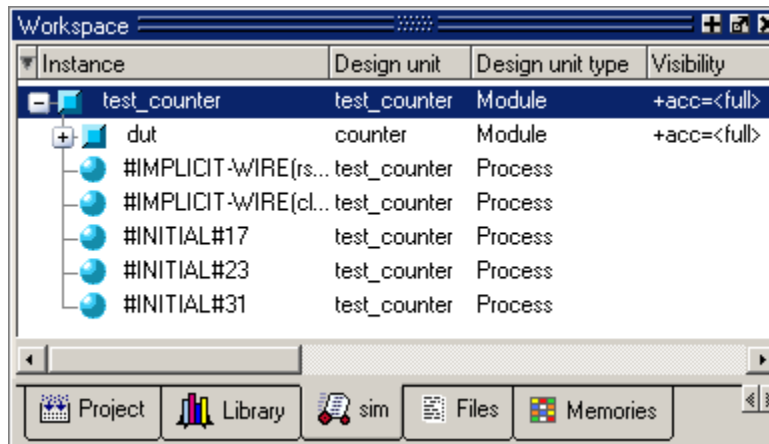 Workspace
Instance Design unit Design unit type Visibility
test_counter test_counter Module +acc=<full>
dut counter Module +acc=<full>
#IMPLICIT-WIRE(rs... test_counter Process
#IMPLICIT-WIRE(cl... test_counter Process
#INITIAL#17 test_counter Process
#INITIAL#23 test_counter Process
#INITIAL#31 test_counter Process
Project Library sim Files Memories